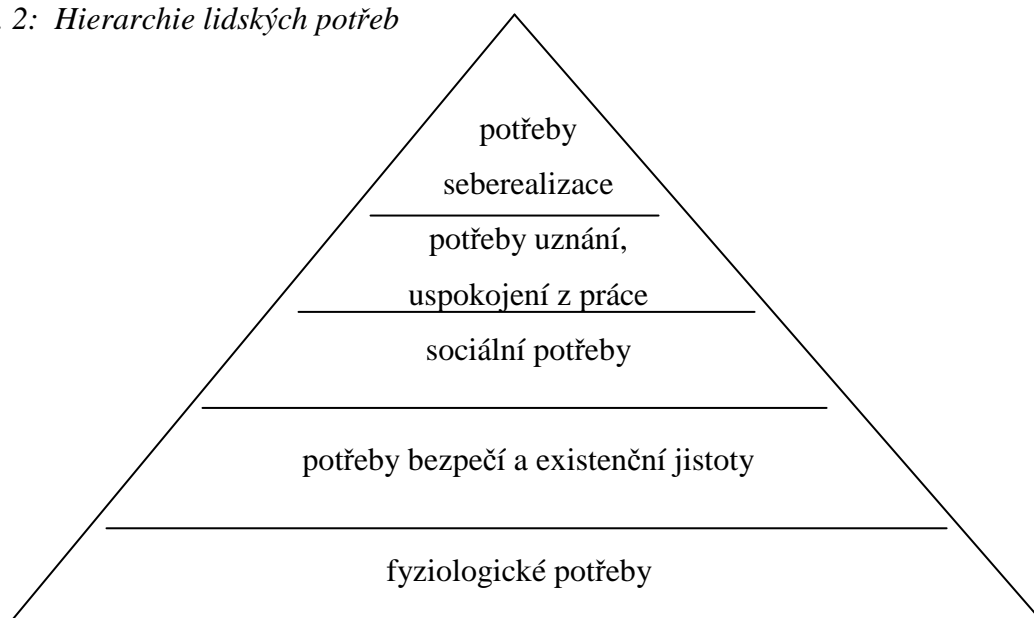 . 2: Hierarchie lidských potřeb
potřeby
seberealizace
potřeby uznání,
uspokojení z práce
sociální potřeby
potřeby bezpečí a existenční jistoty
fyziologické potřeby